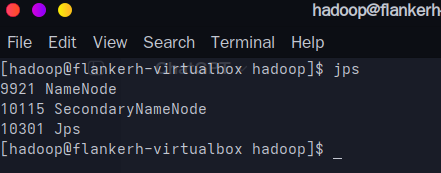 hadoop@flankerh-
File Edit View Search Terminal Help
[hadoop@flankerh-virtualbox hadoop]$ jps
9921 NameNode
10115 SecondaryNameNode
10301 Jps
[hadoop@flankerh-virtualbox hadoop]$ _